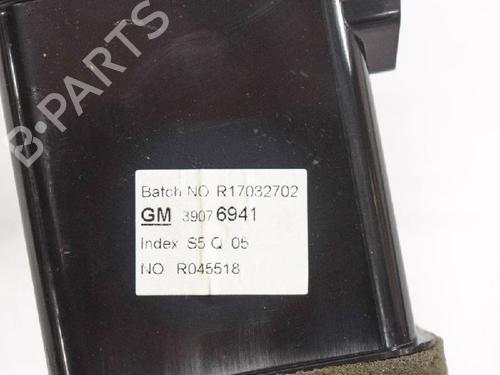 B-PARTS
Batch NO R17032702
GM 39076941
Index S5 Q 05
NO R045518